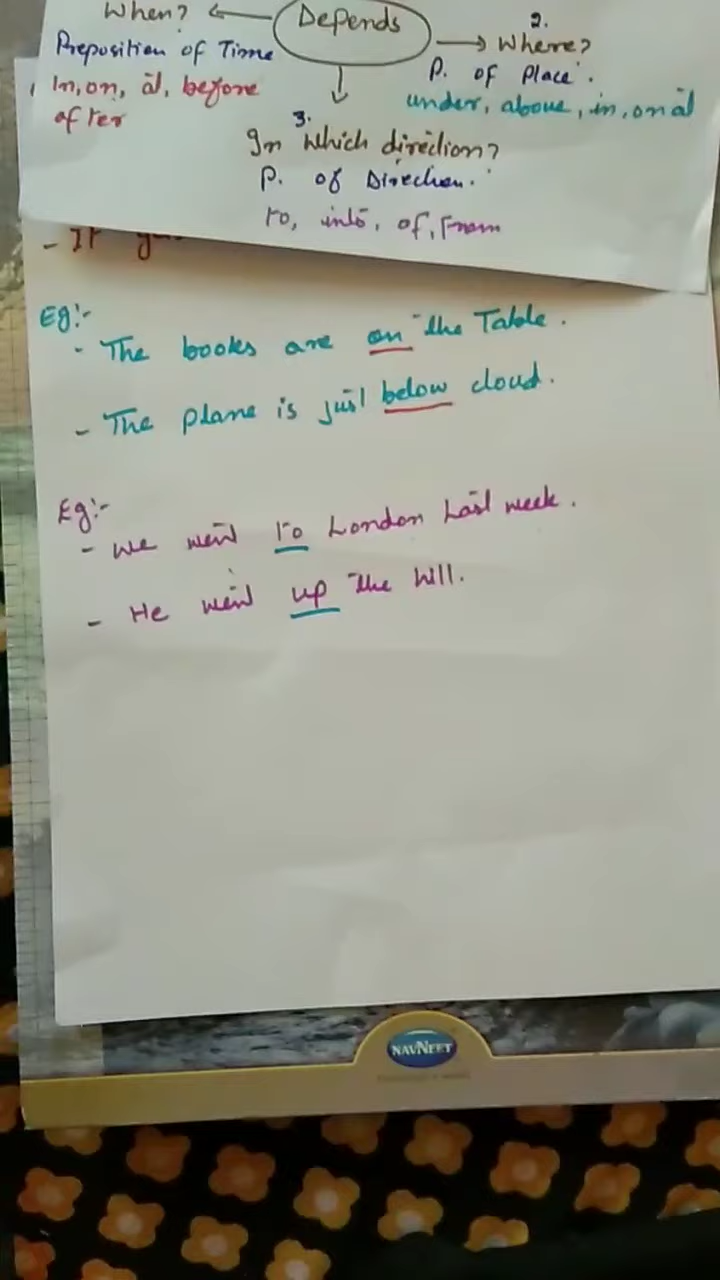 When?
Depends
Preposition of Time
In, on, at, before
after
2.
Where?
P. of Place.
under, above, in, on at
3.
In which direction?
P. of Direction.
to, into, of, From
- It
Eg:-
- The books are on the Table.
- The plane is just below cloud.
Eg:-
- We went to London Last week.
- He went up the hill.
NAVNEET